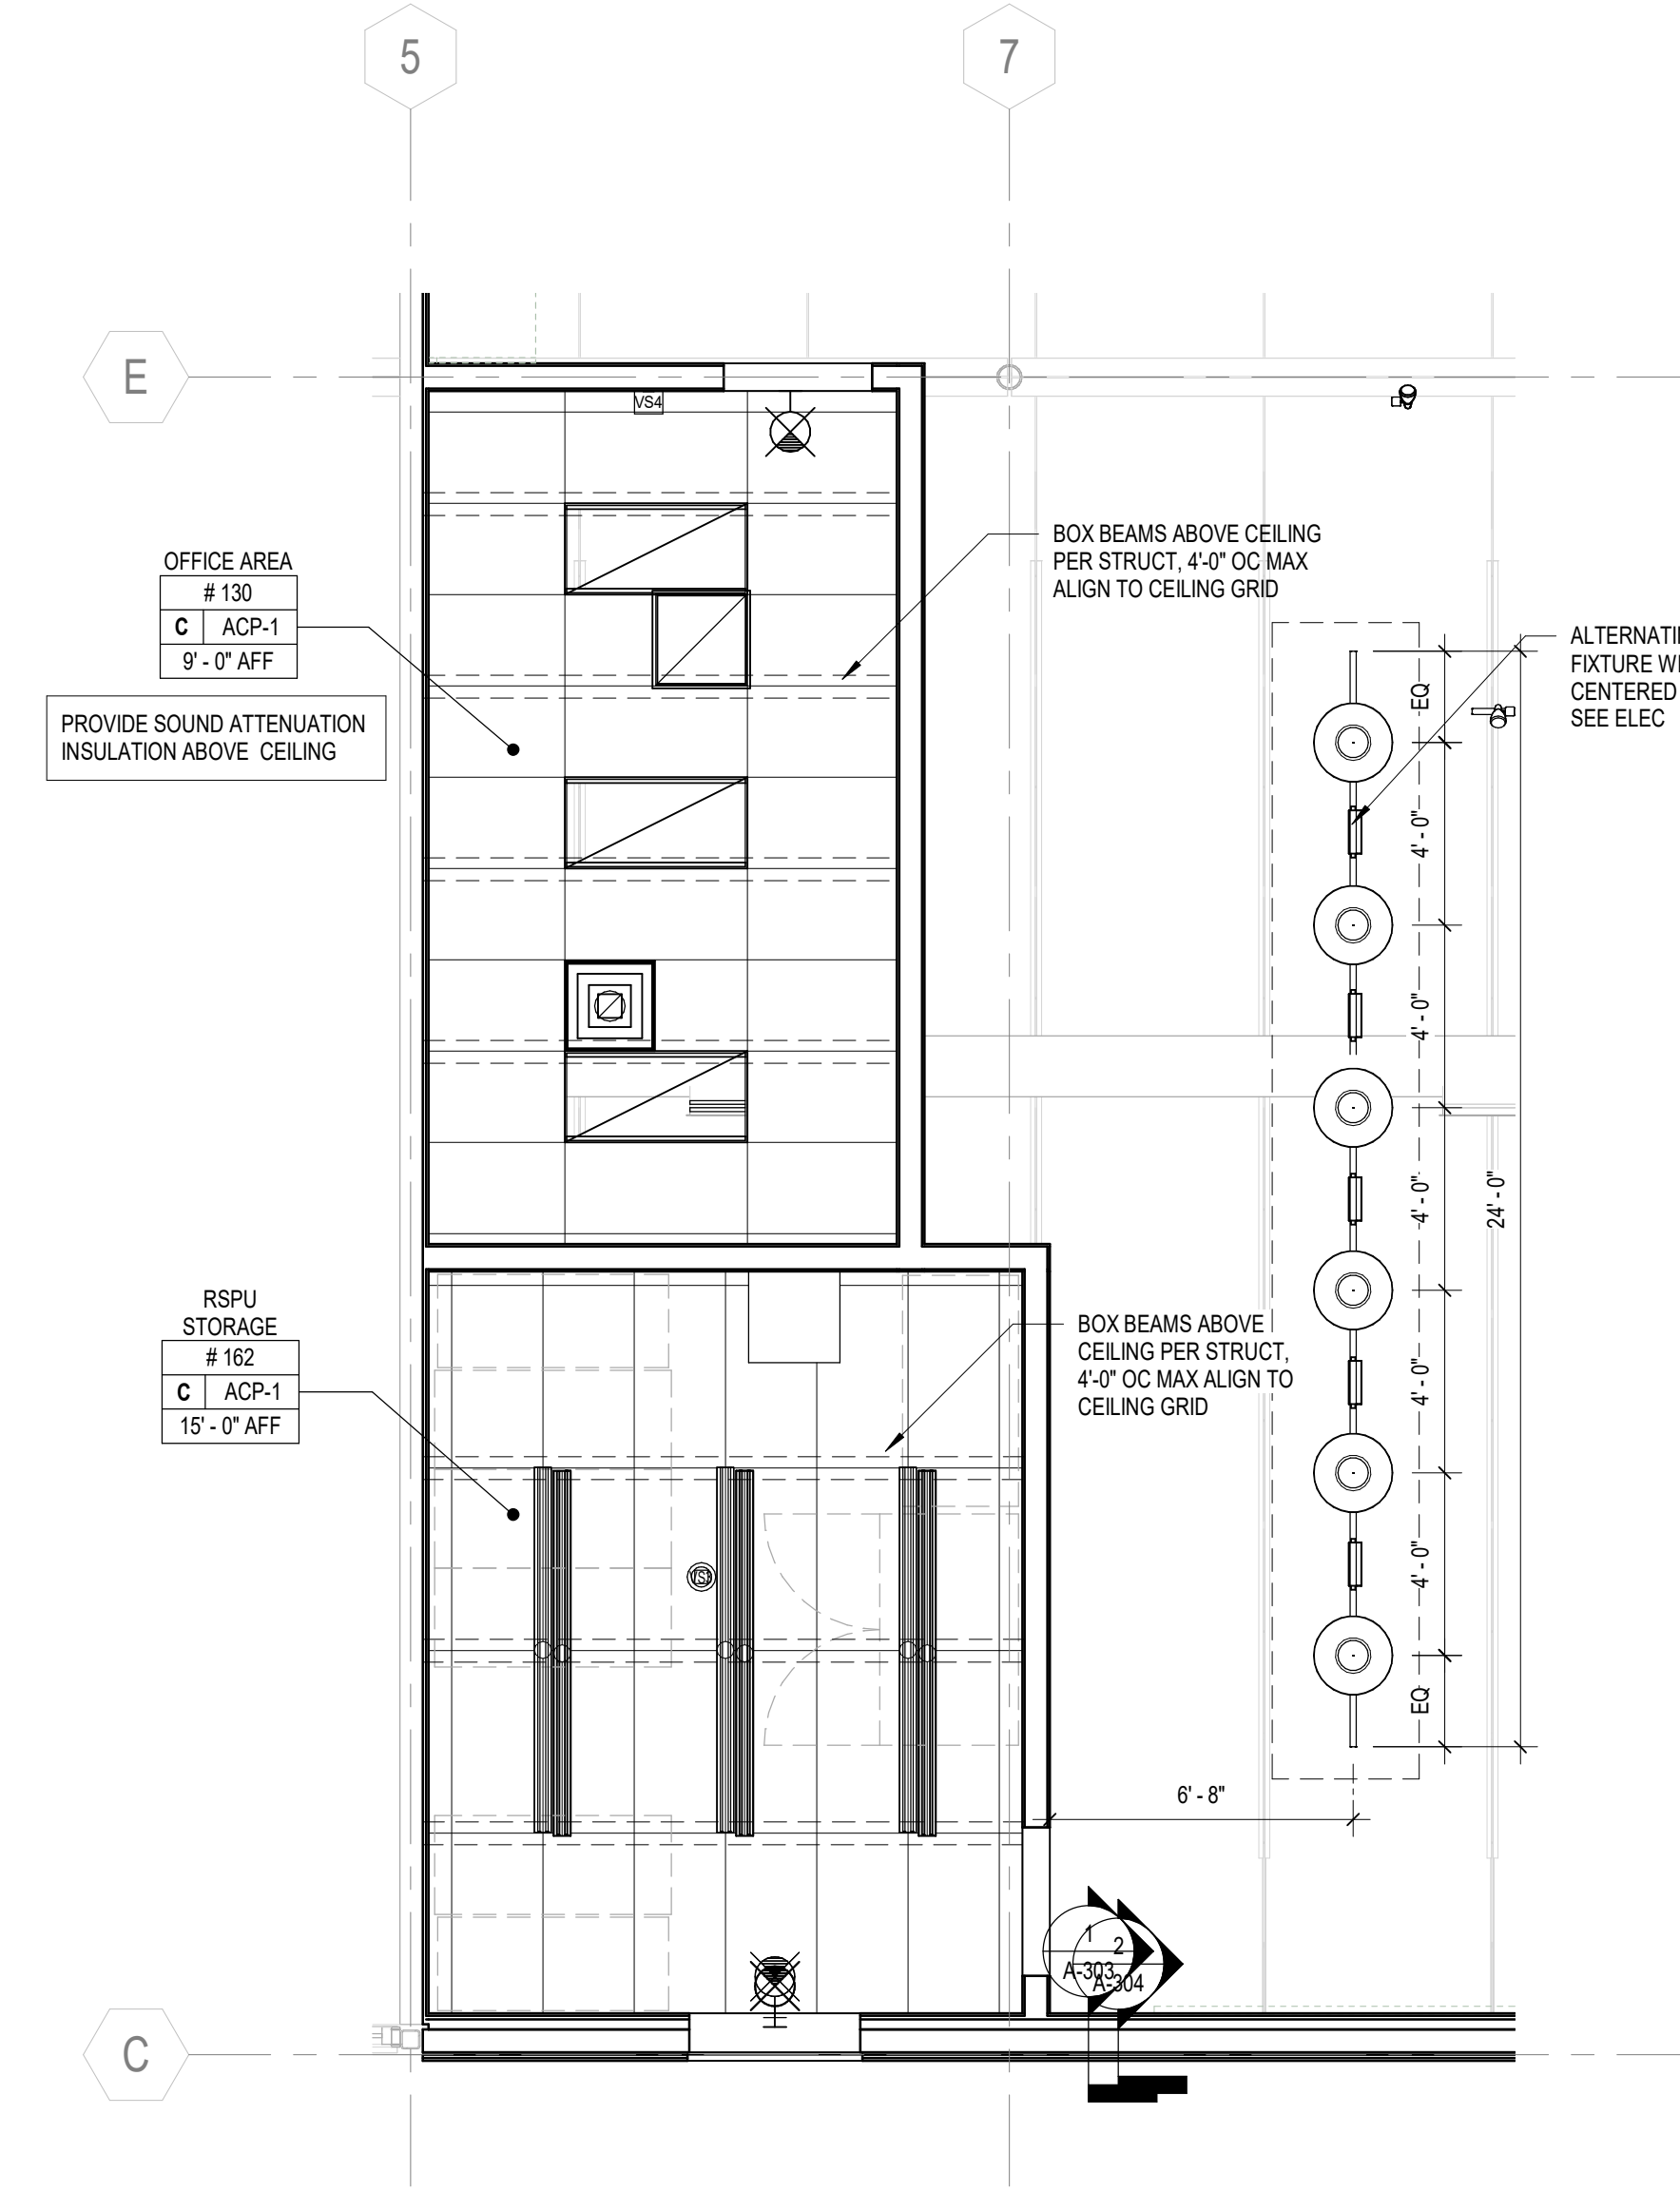 5
7
E
VS4
OFFICE AREA
# 130
C ACP-1
9' - 0" AFF
PROVIDE SOUND ATTENUATION
INSULATION ABOVE CEILING
BOX BEAMS ABOVE CEILING
PER STRUCT, 4'-0" OC MAX
ALIGN TO CEILING GRID
FIXTURE
CENTERED
SEE ELEC
EQ
4' - 0"
4' - 0"
4' - 0"
4' - 0"
4' - 0"
EQ
24' - 0"
RSPU
STORAGE
# 162
C ACP-1
15' - 0" AFF
BOX BEAMS ABOVE
CEILING PER STRUCT,
4'-0" OC MAX ALIGN TO
CEILING GRID
6' - 8"
1
A-303
2
A-304
C